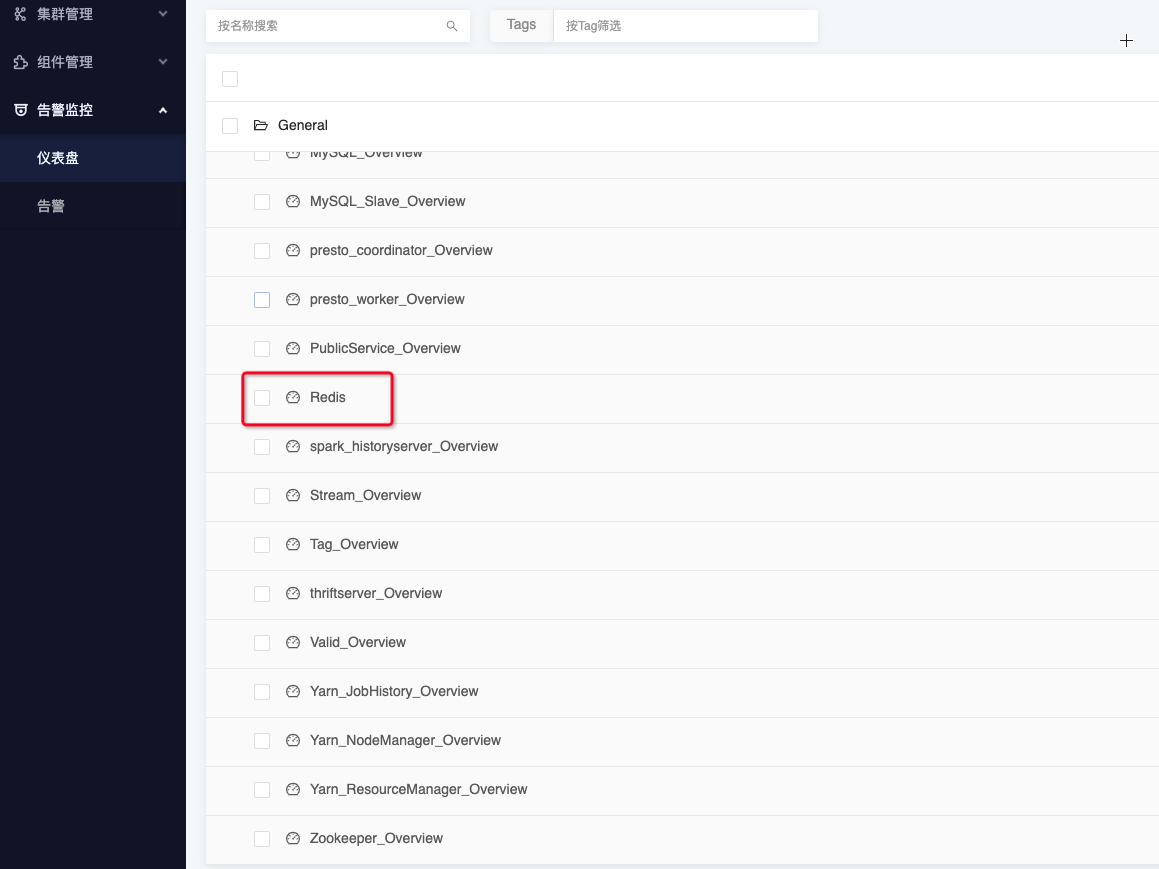 集群管理
组件管理
告警监控
仪表盘
告警
按名称搜索
Tags 按Tag筛选
General
MySQL_Overview
MySQL_Slave_Overview
presto_coordinator_Overview
presto_worker_Overview
PublicService_Overview
Redis
spark_historyserver_Overview
Stream_Overview
Tag_Overview
thriftserver_Overview
Valid_Overview
Yarn_JobHistory_Overview
Yarn_NodeManager_Overview
Yarn_ResourceManager_Overview
Zookeeper_Overview